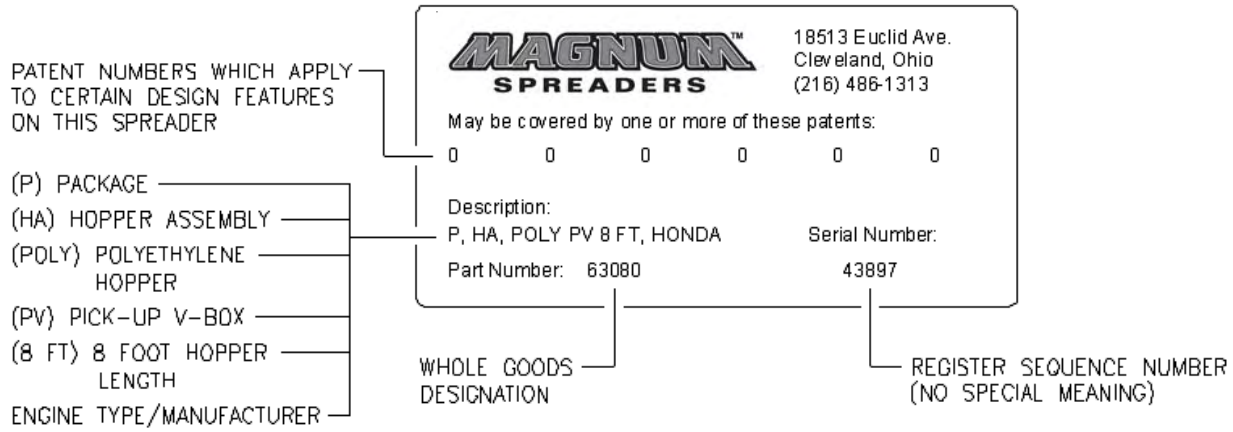 PATENT NUMBERS WHICH APPLY
TO CERTAIN DESIGN FEATURES
ON THIS SPREADER
(P) PACKAGE
(HA) HOPPER ASSEMBLY
(POLY) POLYETHYLENE
HOPPER
(PV) PICK-UP V-BOX
(8 FT) 8 FOOT HOPPER
LENGTH
ENGINE TYPE/MANUFACTURER
MAGNUM™
SPREADERS
18513 Euclid Ave.
Cleveland, Ohio
(216) 486-1313
May be covered by one or more of these patents:
0 0 0 0 0 0
Description:
P, HA, POLY PV 8 FT, HONDA
Serial Number:
Part Number: 63080
43897
WHOLE GOODS
DESIGNATION
REGISTER SEQUENCE NUMBER
(NO SPECIAL MEANING)